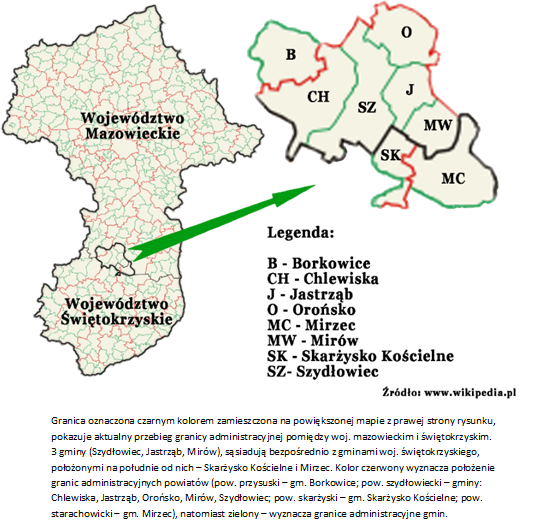 Województwo
Mazowieckie
Województwo
Świętokrzyskie
B
O
CH
SZ
J
MW
SK
MC
Legenda:
B - Borkowice
CH - Chlewiska
J - Jastrząb
O - Orońsko
MC - Mirzec
MW - Mirów
SK - Skarżysko Kościelne
SZ- Szydłowiec
Źródło: www.wikipedia.pl
Granica oznaczona czarnym kolorem zamieszczona na powiększonej mapie z prawej strony rysunku,
pokazuje aktualny przebieg granicy administracyjnej pomiędzy woj. mazowieckim i świętokrzyskim.
3 gminy (Szydłowiec, Jastrząb, Mirów), sąsiadują bezpośrednio z gminami woj. świętokrzyskiego,
położonymi na południe od nich – Skarżysko Kościelne i Mirzec. Kolor czerwony wyznacza położenie
granic administracyjnych powiatów (pow. przysuski – gm. Borkowice; pow. szydłowiecki – gminy:
Chlewiska, Jastrząb, Orońsko, Mirów, Szydłowiec; pow. skarżyski – gm. Skarżysko Kościelne; pow.
starachowicki – gm. Mirzec), natomiast zielony – wyznacza granice administracyjne gmin.